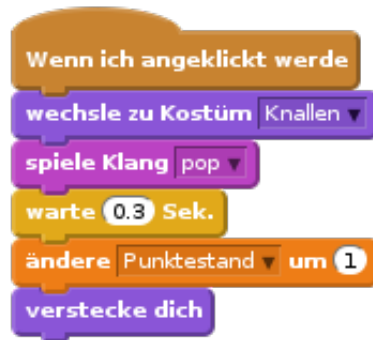 Wenn ich angeklickt werde
wechsle zu Kostüm Knallen
spiele Klang pop
warte 0.3 Sek.
ändere Punktestand um 1
verstecke dich